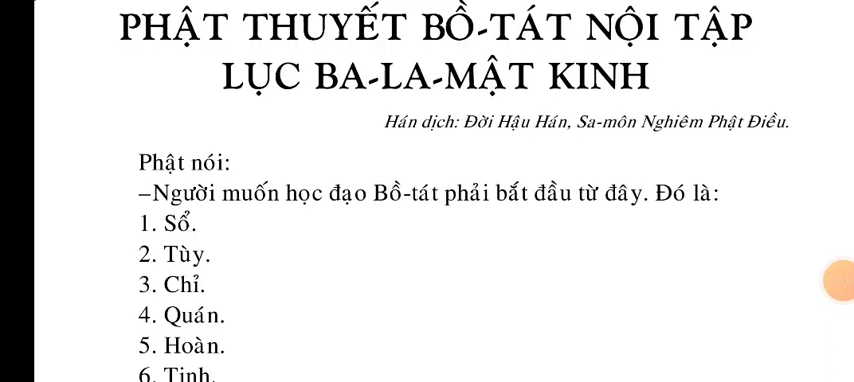 PHẬT THUYẾT BỒ-TÁT NỘI TẬP
LỤC BA-LA-MẬT KINH
Hán dịch: Đời Hậu Hán, Sa-môn Nghiêm Phật Điều.
Phật nói:
–Người muốn học đạo Bồ-tát phải bắt đầu từ đây. Đó là:
1. Sổ.
2. Tùy.
3. Chỉ.
4. Quán.
5. Hoàn.
6. Tịnh.